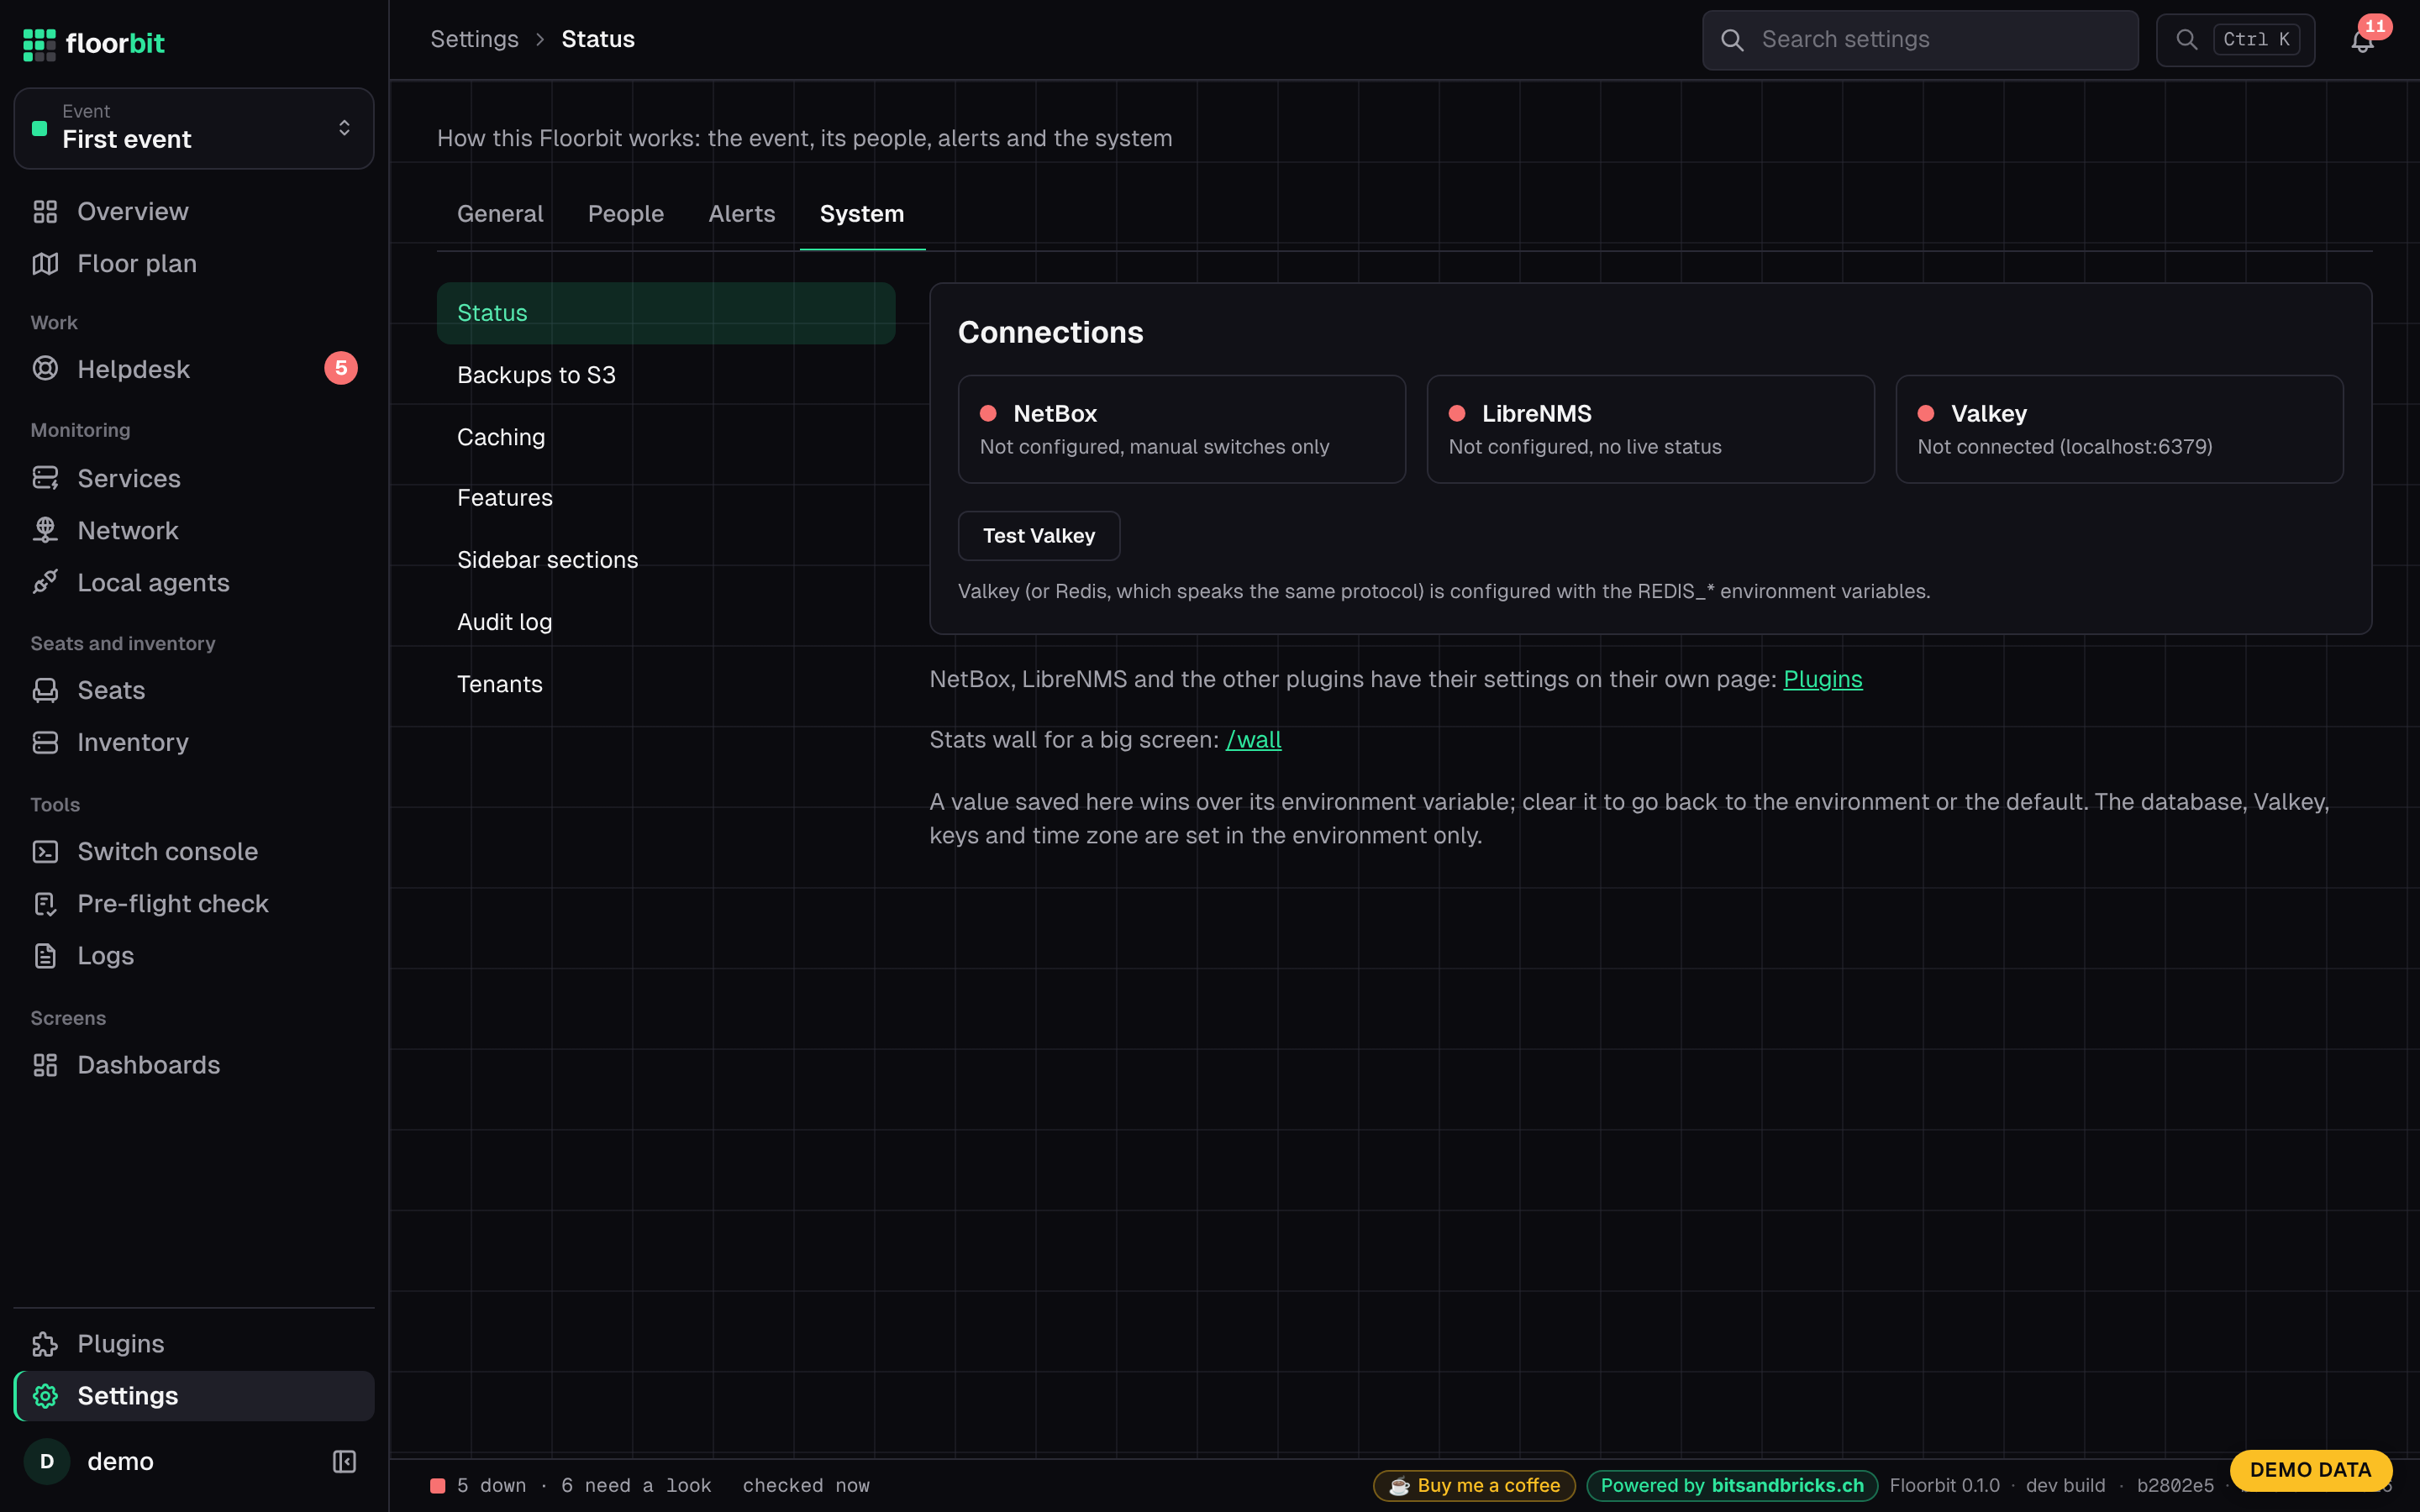 floorbit
Event
First event
Overview
Floor plan
Work
Helpdesk
5
Monitoring
Services
Network
Local agents
Seats and inventory
Seats
Inventory
Tools
Switch console
Pre-flight check
Logs
Screens
Dashboards
Plugins
Settings
D
demo
Settings
Status
Search settings
Ctrl K
11
How this Floorbit works: the event, its people, alerts and the system
General
People
Alerts
System
Status
Backups to S3
Caching
Features
Sidebar sections
Audit log
Tenants
Connections
NetBox
Not configured, manual switches only
LibreNMS
Not configured, no live status
Valkey
Not connected (localhost:6379)
Test Valkey
Valkey (or Redis, which speaks the same protocol) is configured with the REDIS_* environment variables.
NetBox, LibreNMS and the other plugins have their settings on their own page: Plugins
Stats wall for a big screen: /wall
A value saved here wins over its environment variable; clear it to go back to the environment or the default. The database, Valkey,
keys and time zone are set in the environment only.
5 down · 6 need a look checked now
Buy me a coffee
Powered by bitsandbricks.ch
Floorbit 0.1.0 · dev build · b2802e5 ·
DEMO DATA